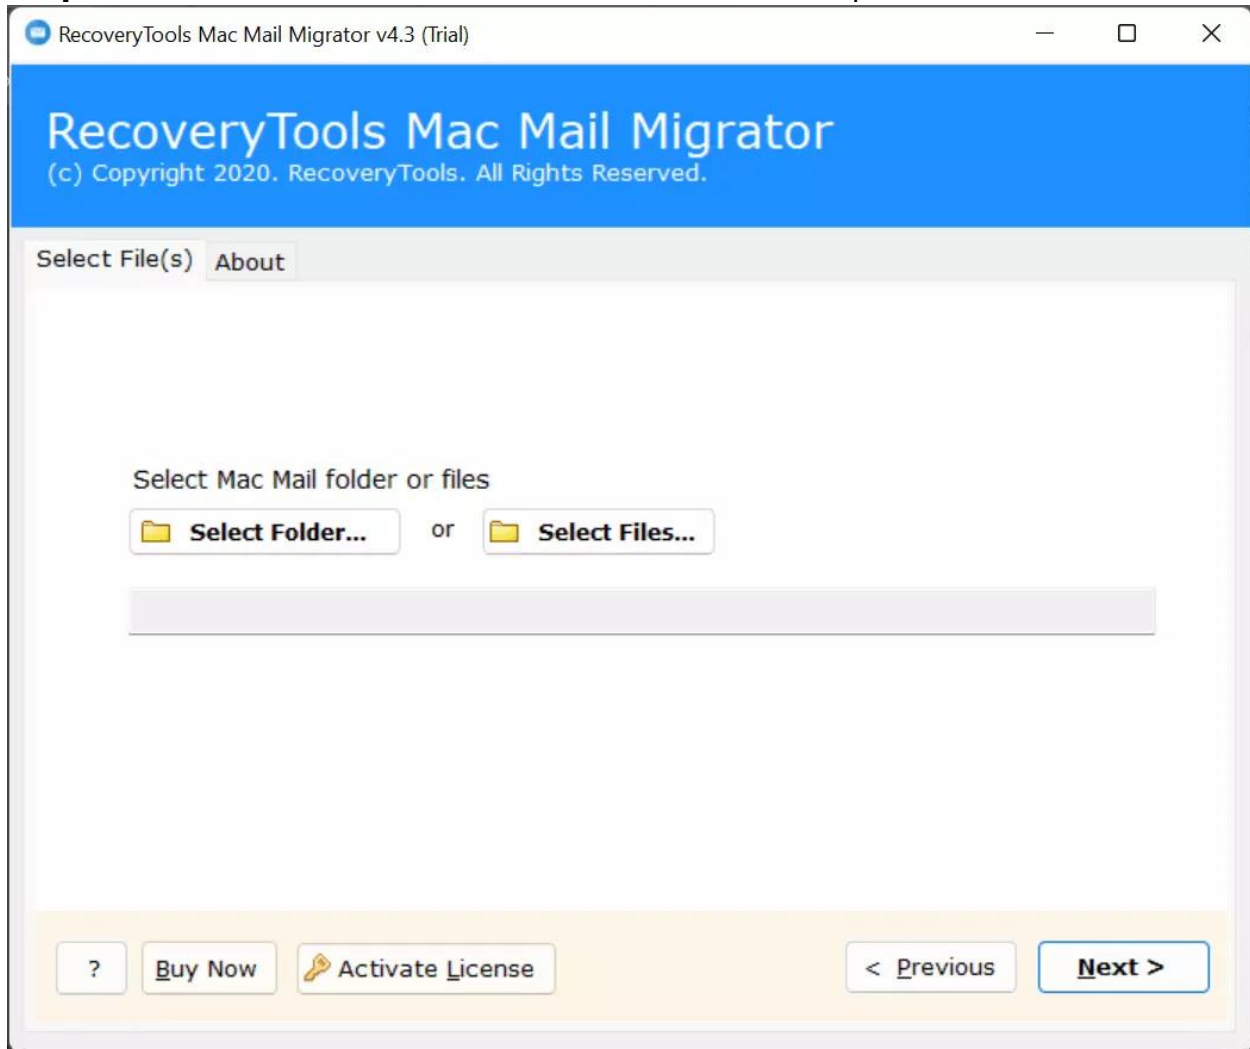 RecoveryTools Mac Mail Migrator v4.3 (Trial)
RecoveryTools Mac Mail Migrator
(c) Copyright 2020. RecoveryTools. All Rights Reserved.
Select File(s) About
Select Mac Mail folder or files
Select Folder... or Select Files...
? Buy Now Activate License < Previous Next >